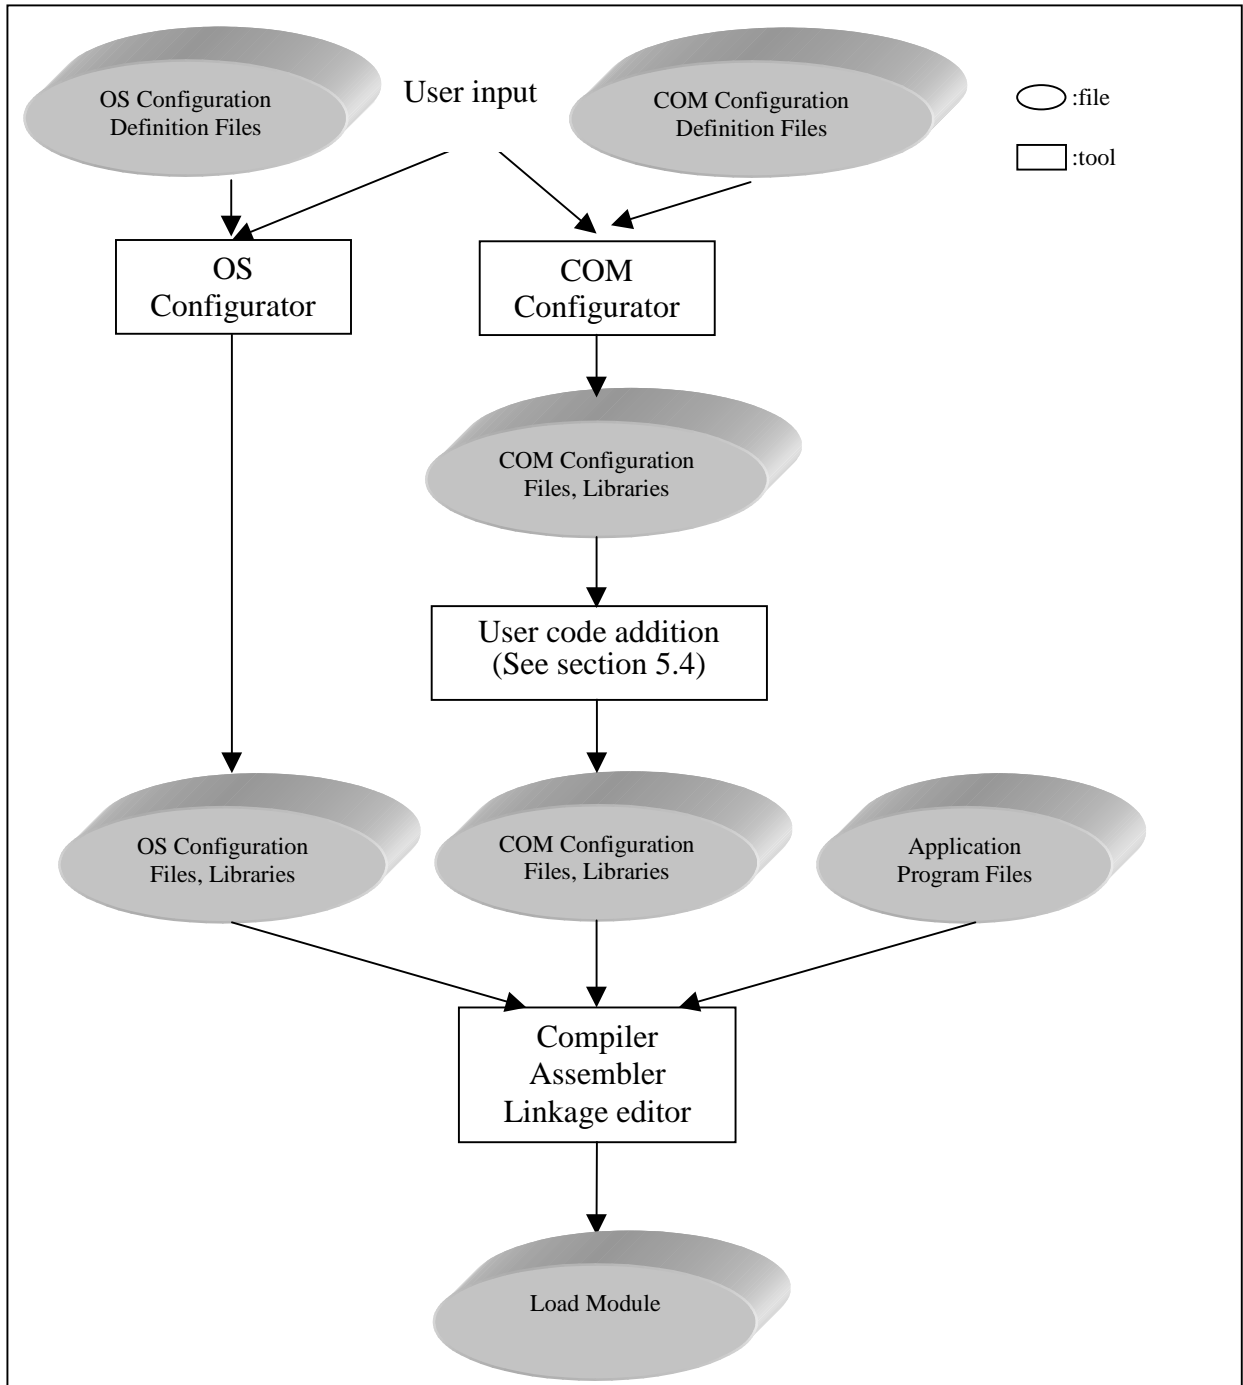 OS Configuration
Definition Files
User input
COM Configuration
Definition Files
:file
:tool
OS
Configurator
COM
Configurator
COM Configuration
Files, Libraries
User code addition
(See section 5.4)
OS Configuration
Files, Libraries
COM Configuration
Files, Libraries
Application
Program Files
Compiler
Assembler
Linkage editor
Load Module